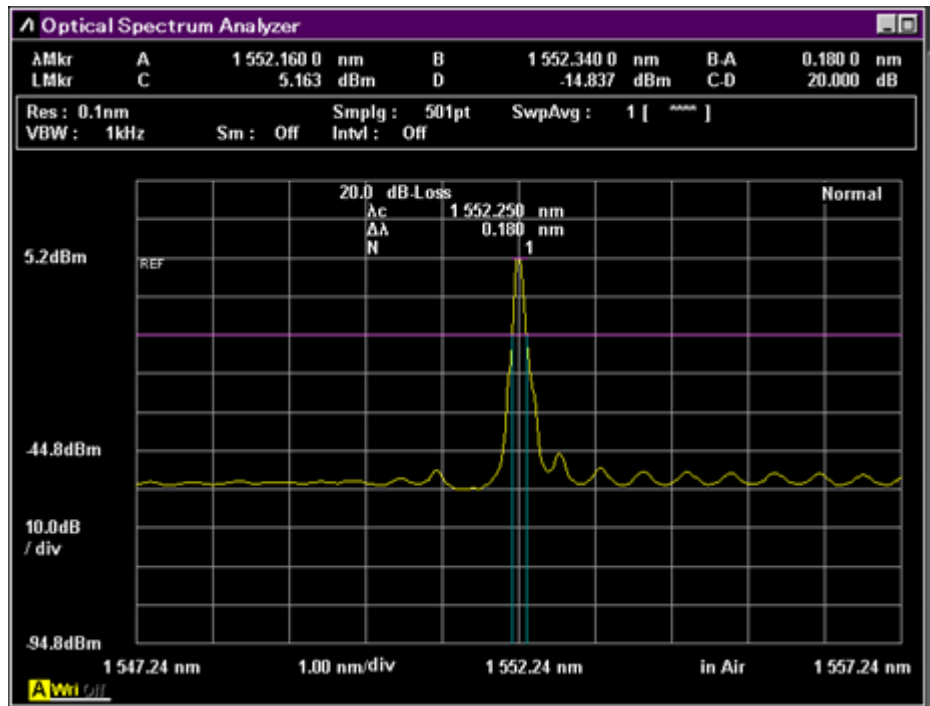 Optical Spectrum Analyzer
λMkr A 1 552.160 0 nm B 1 552.340 0 nm B-A 0.180 0 nm
LMkr C 5.163 dBm D -14.837 dBm C-D 20.000 dB
Res : 0.1nm Smplg : 501pt SwpAvg : 1 [ ^^^^ ]
VBW : 1kHz Sm : Off Intvl : Off
20.0 dB-Loss Normal
λc 1 552.250 nm
Δλ 0.180 nm
N 1
5.2dBm
REF
-44.8dBm
10.0dB
/ div
-94.8dBm
1 547.24 nm 1.00 nm/div 1 552.24 nm in Air 1 557.24 nm
A Wri Off